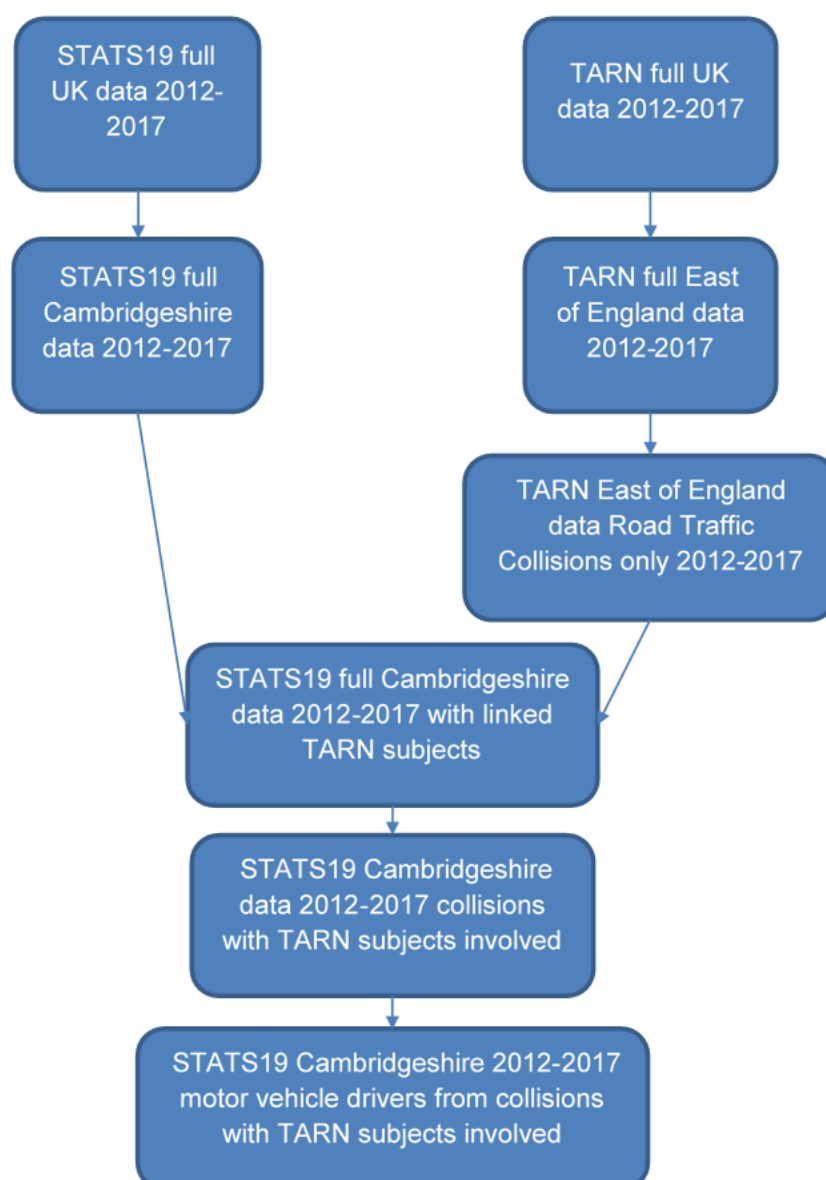 STATS19 full
UK data 2012-
2017
TARN full UK
data 2012-2017
STATS19 full
Cambridgeshire
data 2012-2017
TARN full East
of England data
2012-2017
TARN East of England
data Road Traffic
Collisions only 2012-2017
STATS19 full Cambridgeshire
data 2012-2017 with linked
TARN subjects
STATS19 Cambridgeshire
data 2012-2017 collisions
with TARN subjects involved
STATS19 Cambridgeshire 2012-2017
motor vehicle drivers from collisions
with TARN subjects involved